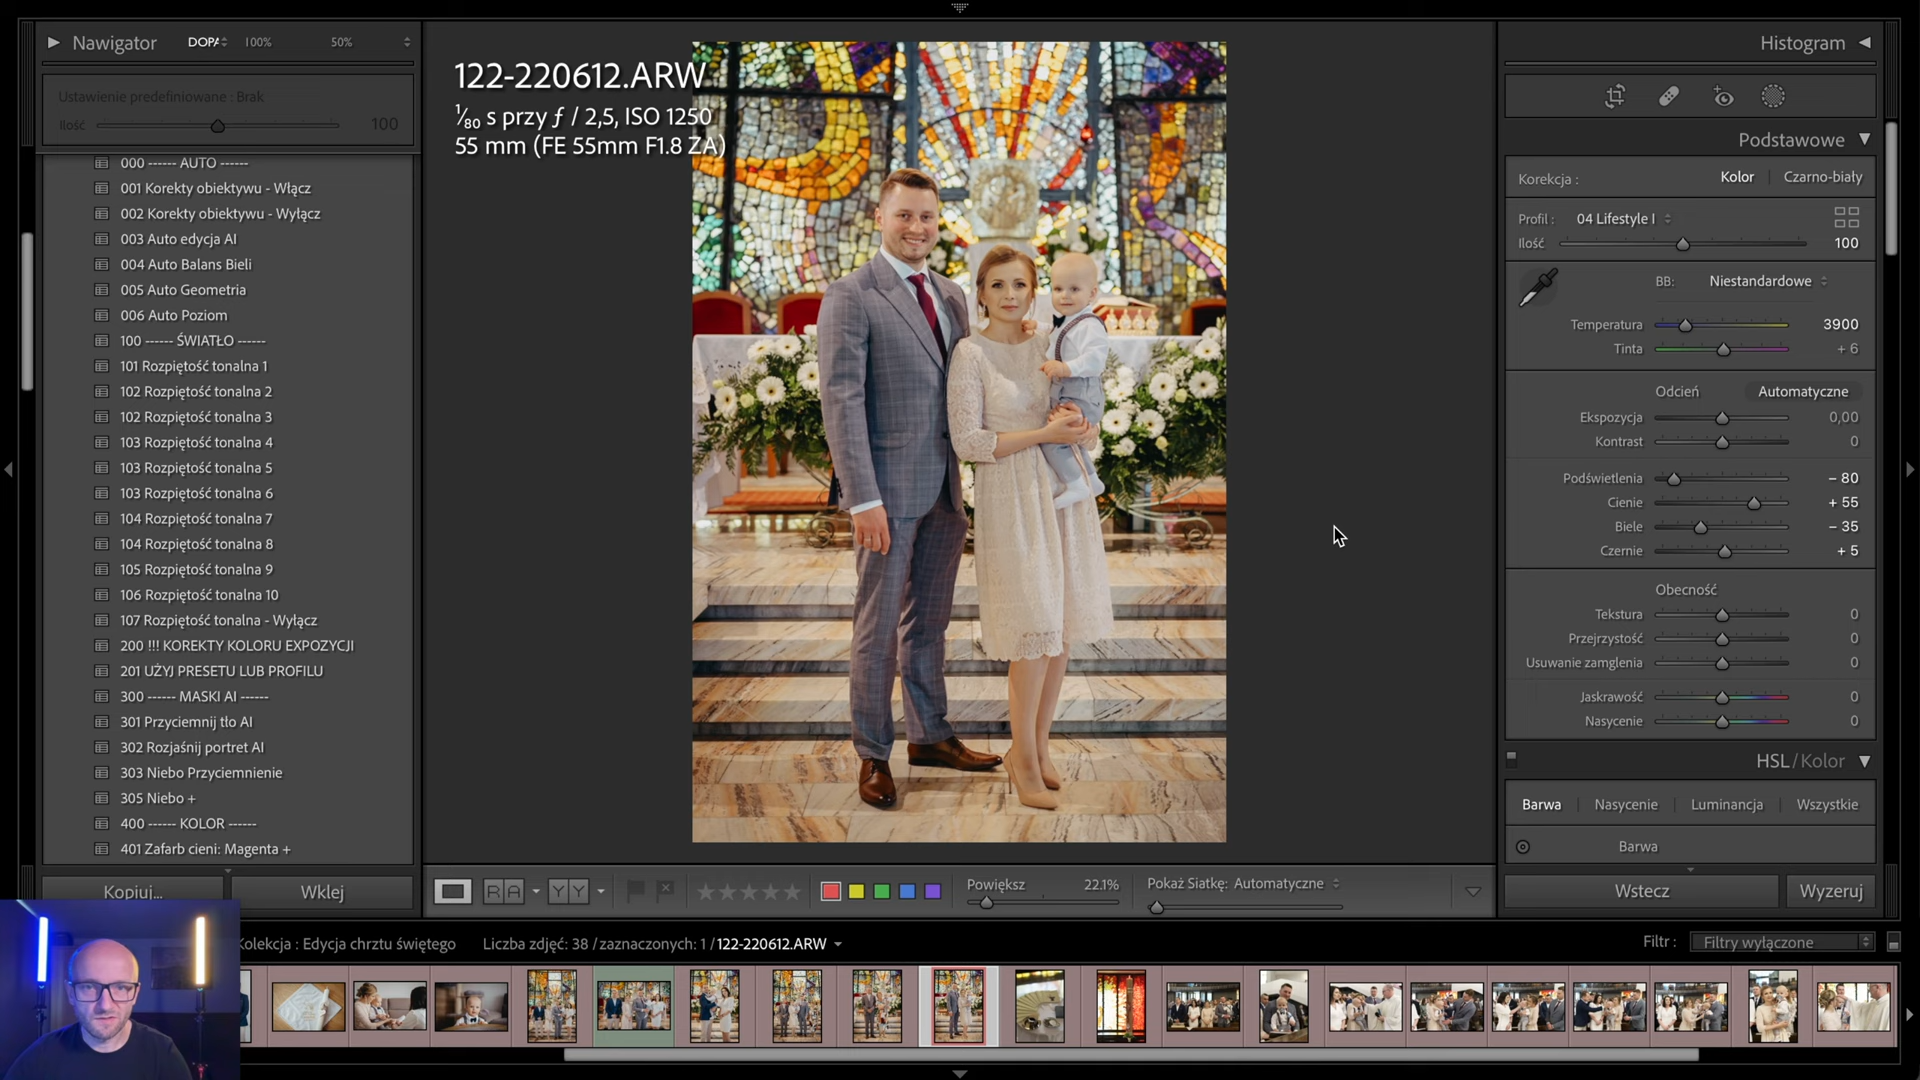 Nawigator DOPA 100% 50%
Ustawienie predefiniowane : Brak
Ilość 100
000 ------ AUTO ------
001 Korekty obiektywu - Włącz
002 Korekty obiektywu - Wyłącz
003 Auto edycja AI
004 Auto Balans Bieli
005 Auto Geometria
006 Auto Poziom
100 ------ ŚWIATŁO ------
101 Rozpiętość tonalna 1
102 Rozpiętość tonalna 2
102 Rozpiętość tonalna 3
103 Rozpiętość tonalna 4
103 Rozpiętość tonalna 5
103 Rozpiętość tonalna 6
104 Rozpiętość tonalna 7
104 Rozpiętość tonalna 8
105 Rozpiętość tonalna 9
106 Rozpiętość tonalna 10
107 Rozpiętość tonalna - Wyłącz
200 !!! KOREKTY KOLORU EXPOZYCJI
201 UŻYJ PRESETU LUB PROFILU
300 ------ MASKI AI ------
301 Przyciemnij tło AI
302 Rozjaśnij portret AI
303 Niebo Przyciemnienie
305 Niebo +
400 ------ KOLOR ------
401 Zafarb cieni: Magenta +
Kopiuj... Wklej
122-220612.ARW
1/80 s przy ƒ / 2,5, ISO 1250
55 mm (FE 55mm F1.8 ZA)
Histogram
Podstawowe
Korekcja : Kolor Czarno-biały
Profil : 04 Lifestyle I
Ilość 100
BB: Niestandardowe
Temperatura 3900
Tinta + 6
Odcień Automatyczne
Ekspozycja 0,00
Kontrast 0
Podświetlenia – 80
Cienie + 55
Biele – 35
Czernie + 5
Obecność
Tekstura 0
Przejrzystość 0
Usuwanie zamglenia 0
Jaskrawość 0
Nasycenie 0
HSL / Kolor
Barwa Nasycenie Luminancja Wszystkie
Barwa
Wstecz Wyzeruj
R A Y Y Powiększ 22.1% Pokaż Siatkę: Automatyczne
Kolekcja : Edycja chrztu świętego Liczba zdjęć: 38 / zaznaczonych: 1 / 122-220612.ARW Filtr : Filtry wyłączone